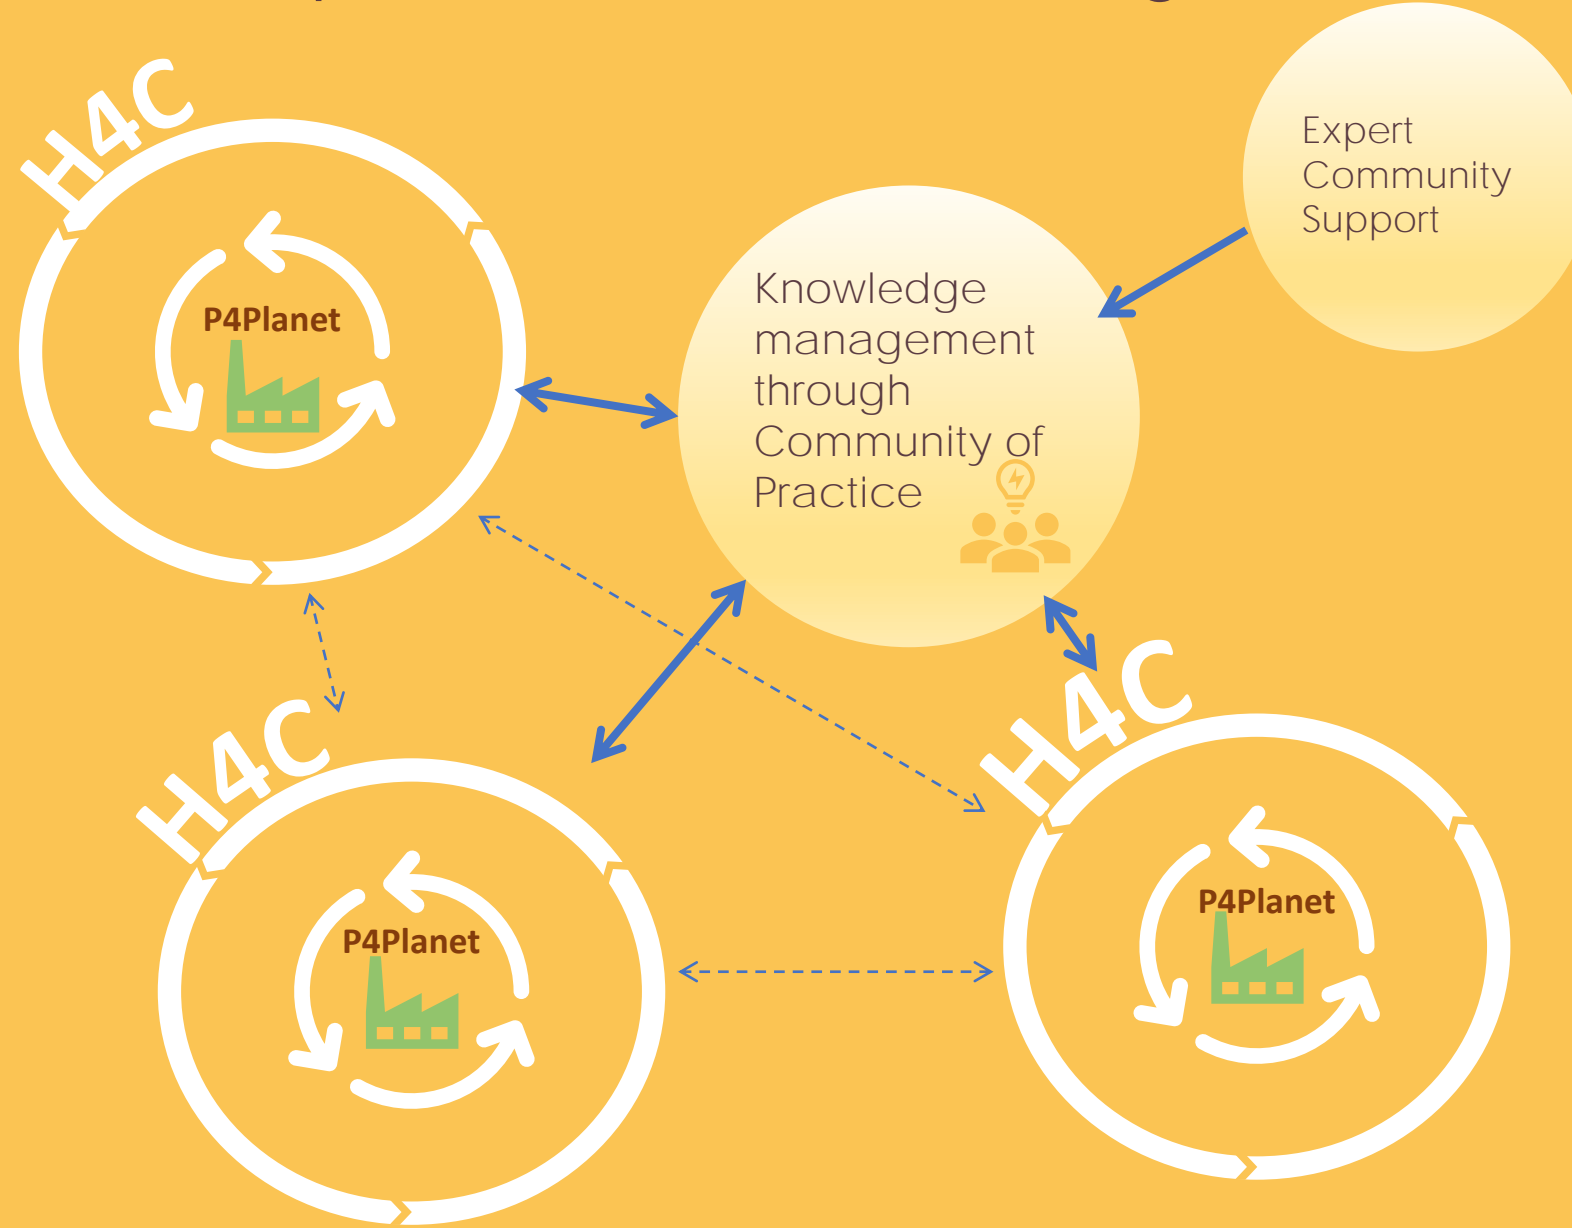 H4C
P4Planet
Expert
Community
Support
Knowledge
management
through
Community of
Practice
H4C
P4Planet
H4C
P4Planet